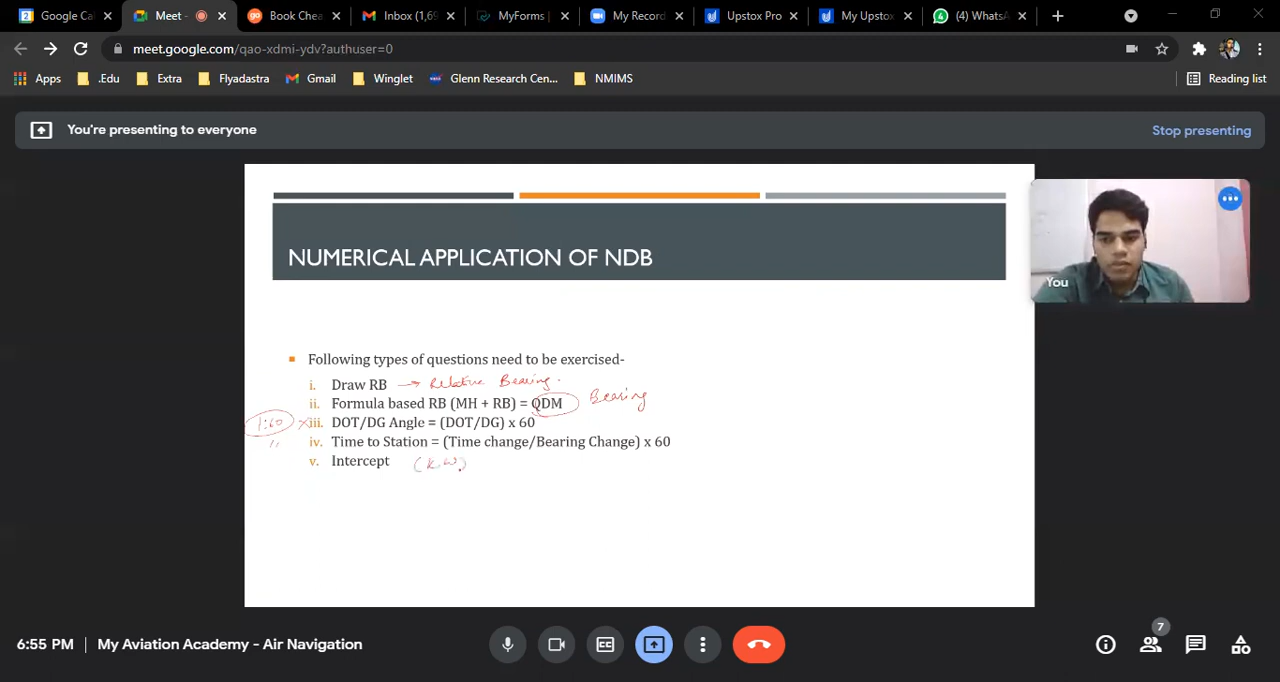 Google Ca
Meet -
Book Chea
Inbox (1,69
MyForms |
My Record
Upstox Pro
My Upstox
(4) WhatsA
meet.google.com/qao-xdmi-ydv?authuser=0
Apps
.Edu
Extra
Flyadastra
Gmail
Winglet
Glenn Research Cen...
NMIMS
Reading list
You're presenting to everyone
Stop presenting
NUMERICAL APPLICATION OF NDB
You
Following types of questions need to be exercised-
i. Draw RB → Relative Bearing.
ii. Formula based RB (MH + RB) = QDM Bearing
1:60 iii. DOT/DG Angle = (DOT/DG) x 60
iv. Time to Station = (Time change/Bearing Change) x 60
v. Intercept (K.W)
6:55 PM | My Aviation Academy - Air Navigation
7